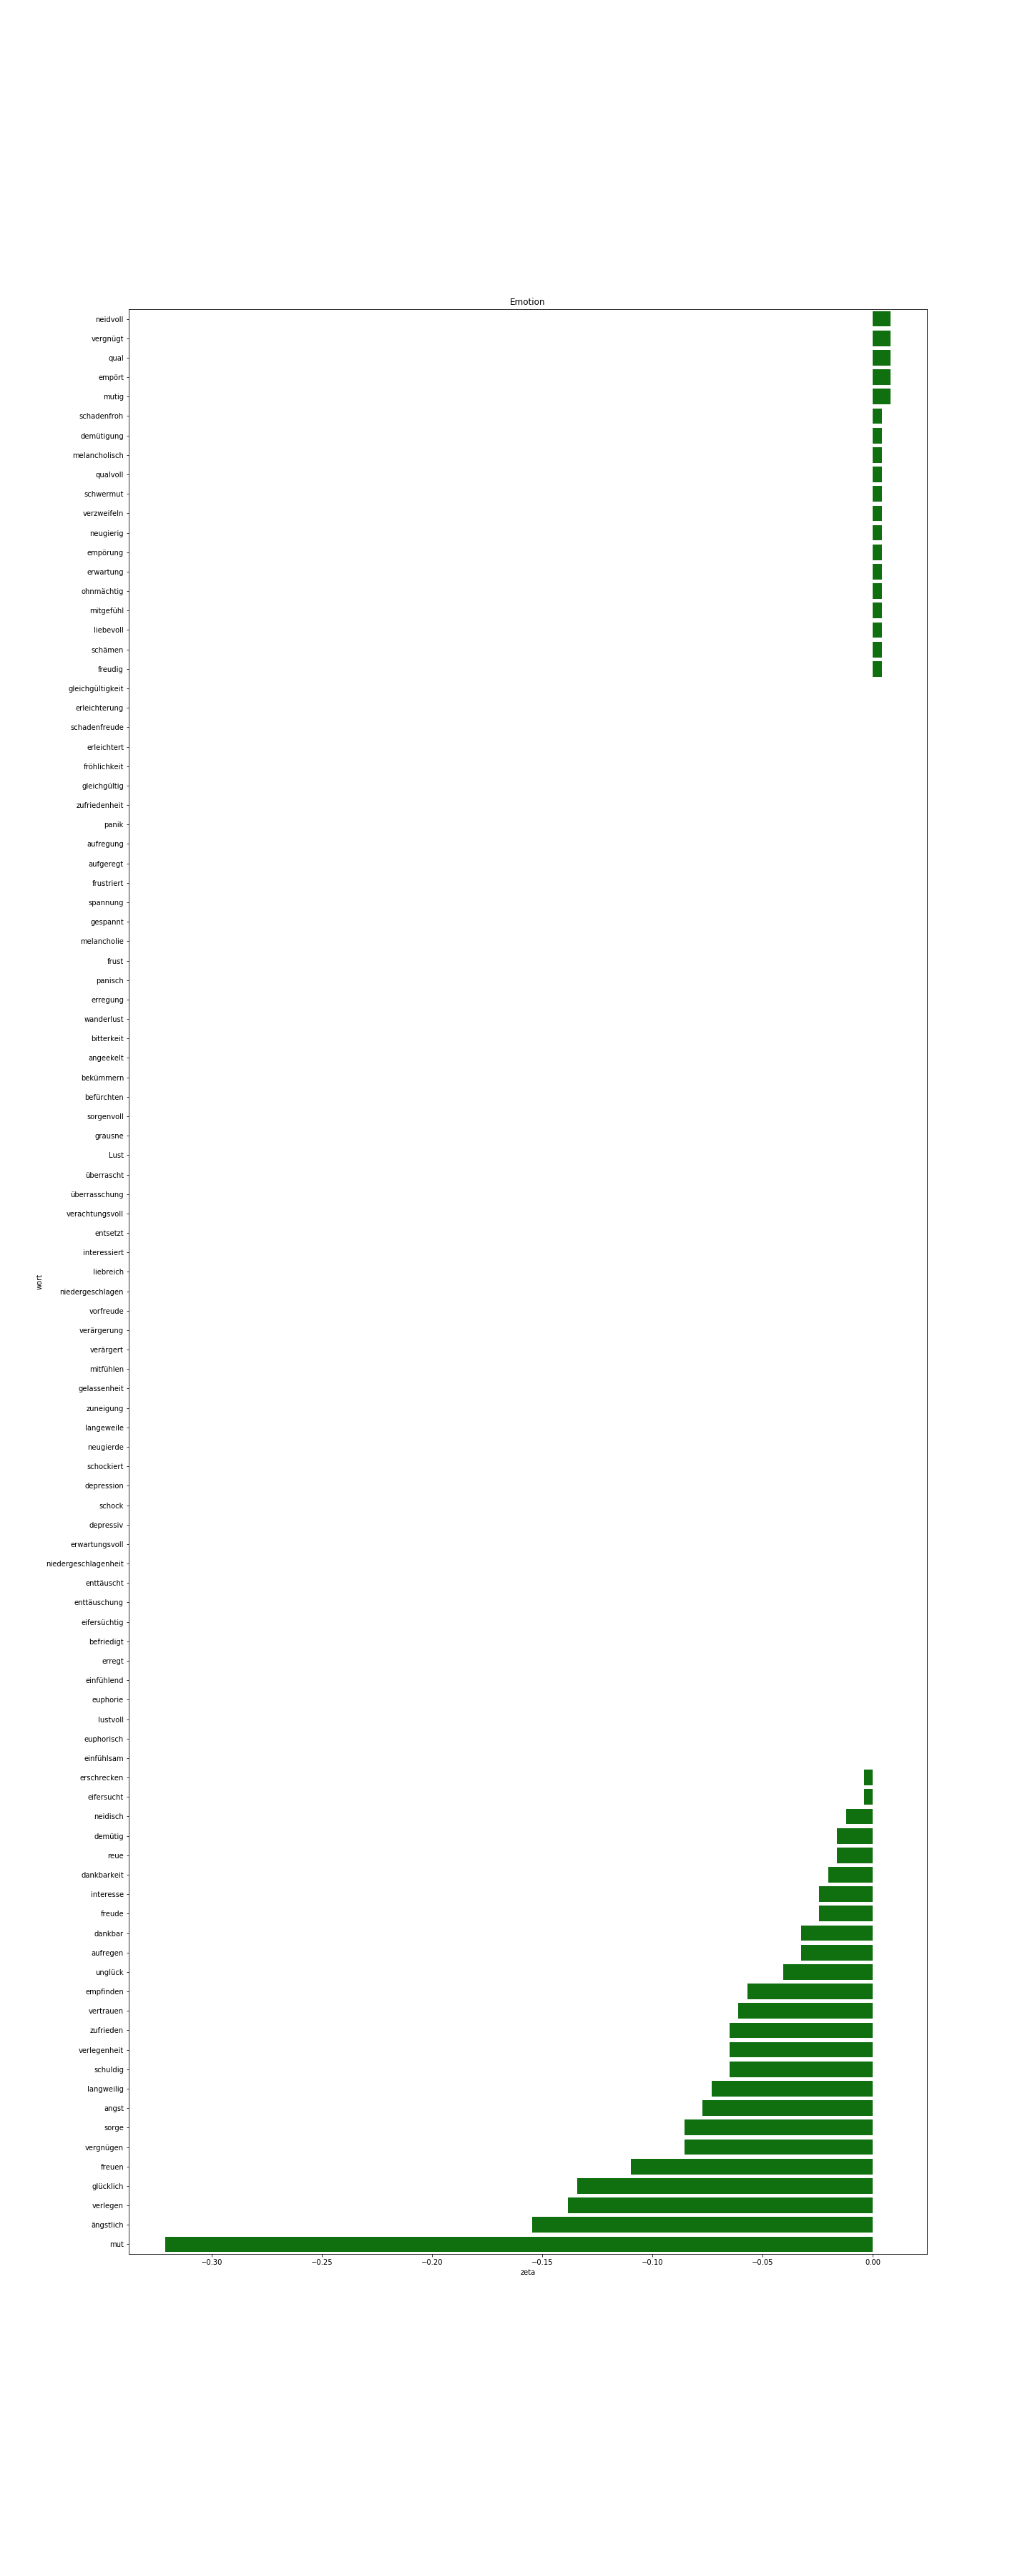 Emotion
neidvoll
vergnügt
qual
empört
mutig
schadenfroh
demütigung
melancholisch
qualvoll
schwermut
verzweifeln
neugierig
empörung
erwartung
ohnmächtig
mitgefühl
liebevoll
schämen
freudig
gleichgültigkeit
erleichterung
schadenfreude
erleichtert
fröhlichkeit
gleichgültig
zufriedenheit
panik
aufregung
aufgeregt
frustriert
spannung
gespannt
melancholie
frust
panisch
erregung
wanderlust
bitterkeit
angeekelt
bekümmern
befürchten
sorgenvoll
grausne
Lust
überrascht
überrasschung
verachtungsvoll
entsetzt
interessiert
liebreich
wort
niedergeschlagen
vorfreude
verärgerung
verärgert
mitfühlen
gelassenheit
zuneigung
langeweile
neugierde
schockiert
depression
schock
depressiv
erwartungsvoll
niedergeschlagenheit
enttäuscht
enttäuschung
eifersüchtig
befriedigt
erregt
einfühlend
euphorie
lustvoll
euphorisch
einfühlsam
erschrecken
eifersucht
neidisch
demütig
reue
dankbarkeit
interesse
freude
dankbar
aufregen
unglück
empfinden
vertrauen
zufrieden
verlegenheit
schuldig
langweilig
angst
sorge
vergnügen
freuen
glücklich
verlegen
ängstlich
mut
−0.30 −0.25 −0.20 −0.15 −0.10 −0.05 0.00
zeta